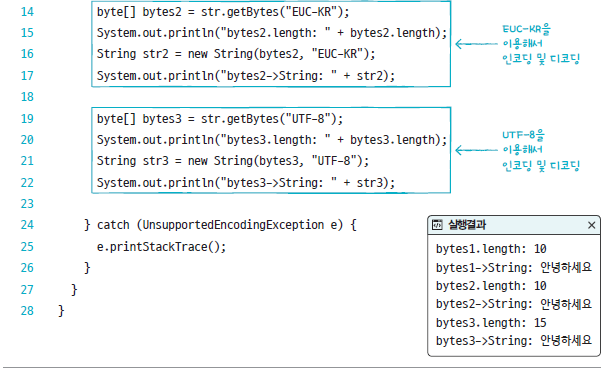 14 byte[] bytes2 = str.getBytes("EUC-KR");
15 System.out.println("bytes2.length: " + bytes2.length);
16 String str2 = new String(bytes2, "EUC-KR");
17 System.out.println("bytes2->String: " + str2);
EUC-KR을
이용해서
인코딩 및 디코딩
18
19 byte[] bytes3 = str.getBytes("UTF-8");
20 System.out.println("bytes3.length: " + bytes3.length);
21 String str3 = new String(bytes3, "UTF-8");
22 System.out.println("bytes3->String: " + str3);
UTF-8을
이용해서
인코딩 및 디코딩
23
24 } catch (UnsupportedEncodingException e) {
25 e.printStackTrace();
26 }
27 }
28 }
실행결과
bytes1.length: 10
bytes1->String: 안녕하세요
bytes2.length: 10
bytes2->String: 안녕하세요
bytes3.length: 15
bytes3->String: 안녕하세요